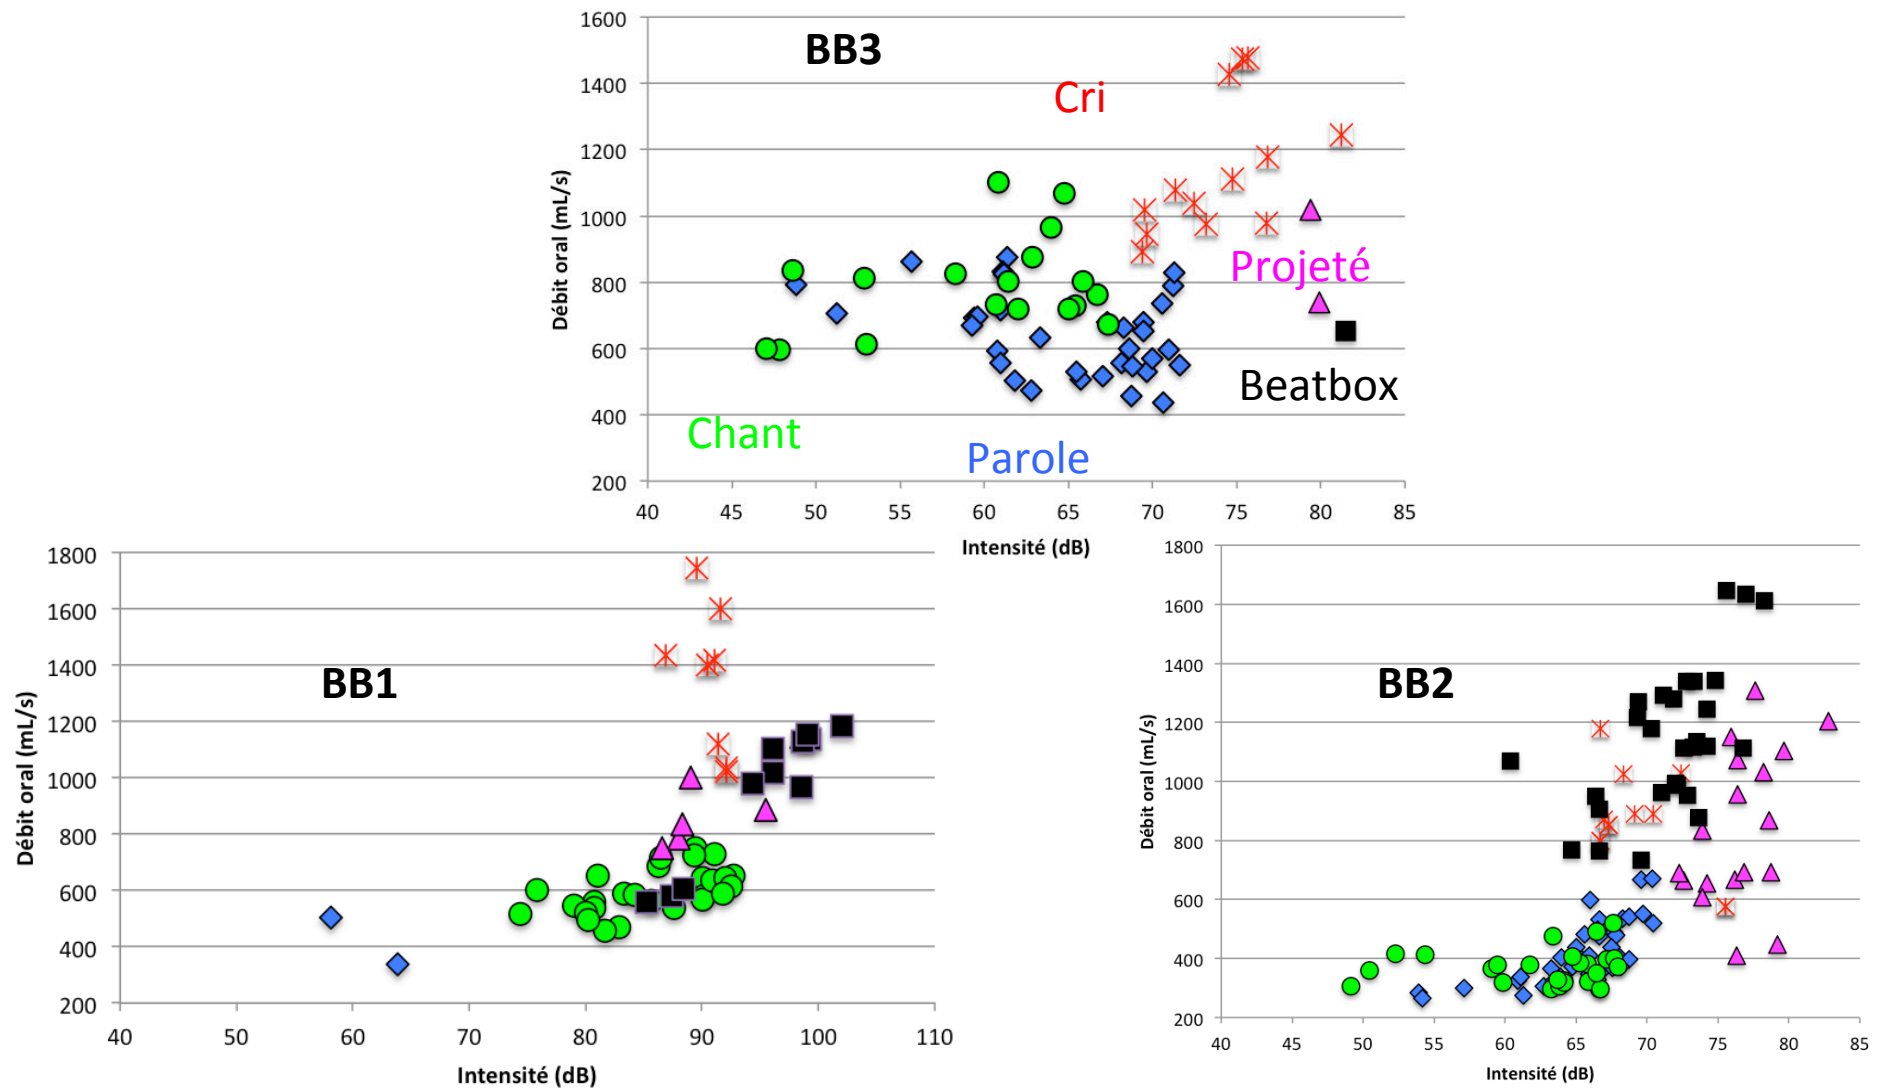 BB3
1600
1400
1200
1000
800
600
400
200
Débit oral (mL/s)
Cri
Projeté
Beatbox
Chant
Parole
40 45 50 55 60 65 70 75 80 85
Intensité (dB)
BB1
1800
1600
1400
1200
1000
800
600
400
200
Débit oral (mL/s)
40 50 60 70 80 90 100 110
Intensité (dB)
BB2
1800
1600
1400
1200
1000
800
600
400
200
Débit oral (mL/s)
40 45 50 55 60 65 70 75 80 85
Intensité (dB)